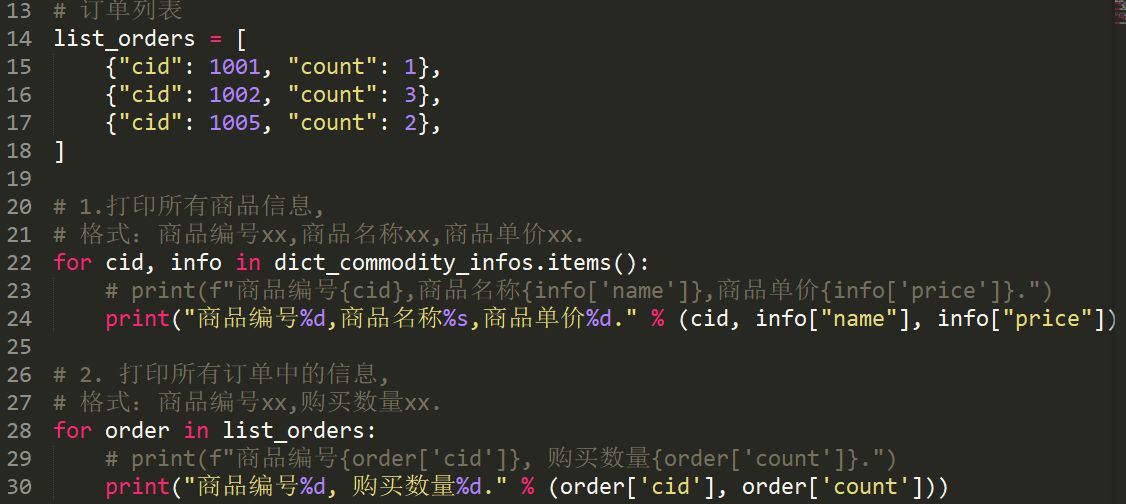 13 # 订单列表
14 list_orders = [
15     {"cid": 1001, "count": 1},
16     {"cid": 1002, "count": 3},
17     {"cid": 1005, "count": 2},
18 ]
19
20 # 1.打印所有商品信息,
21 # 格式：商品编号xx,商品名称xx,商品单价xx.
22 for cid, info in dict_commodity_infos.items():
23     # print(f"商品编号{cid},商品名称{info['name']},商品单价{info['price']}.")
24     print("商品编号%d,商品名称%s,商品单价%d." % (cid, info["name"], info["price"])
25
26 # 2. 打印所有订单中的信息,
27 # 格式：商品编号xx,购买数量xx.
28 for order in list_orders:
29     # print(f"商品编号{order['cid']}, 购买数量{order['count']}.")
30     print("商品编号%d, 购买数量%d." % (order['cid'], order['count']))